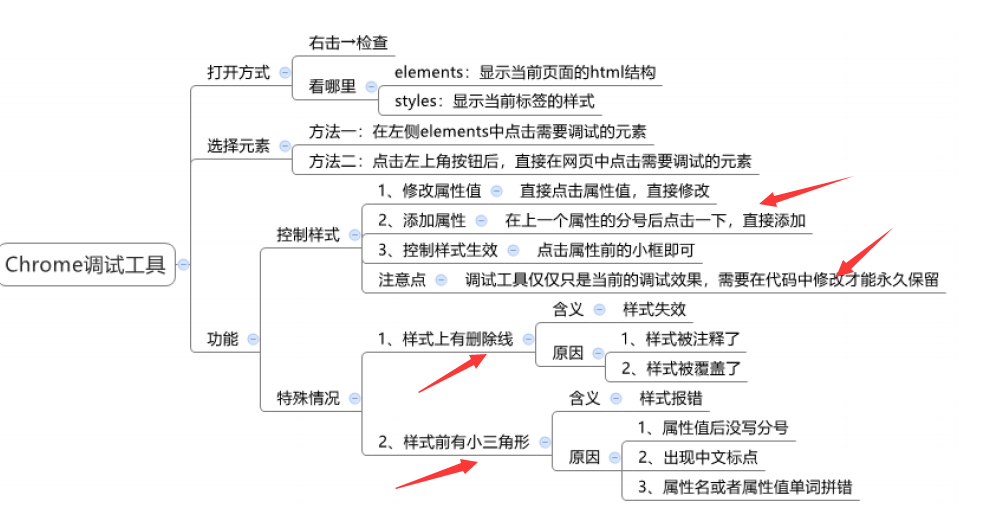 Chrome调试工具
打开方式
右击→检查
看哪里
elements：显示当前页面的html结构
styles：显示当前标签的样式
选择元素
方法一：在左侧elements中点击需要调试的元素
方法二：点击左上角按钮后，直接在网页中点击需要调试的元素
功能
控制样式
1、修改属性值
直接点击属性值，直接修改
2、添加属性
在上一个属性的分号后点击一下，直接添加
3、控制样式生效
点击属性前的小框即可
注意点
调试工具仅仅只是当前的调试效果，需要在代码中修改才能永久保留
特殊情况
1、样式上有删除线
含义
样式失效
原因
1、样式被注释了
2、样式被覆盖了
2、样式前有小三角形
含义
样式报错
原因
1、属性值后没写分号
2、出现中文标点
3、属性名或者属性值单词拼错